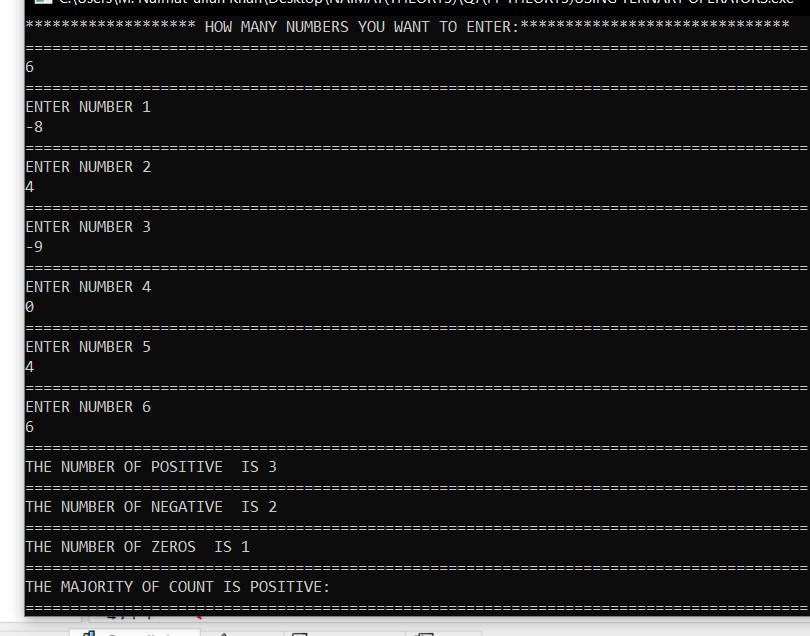 ******************* HOW MANY NUMBERS YOU WANT TO ENTER:******************************
=======================================================================================
6
=======================================================================================
ENTER NUMBER 1
-8
=======================================================================================
ENTER NUMBER 2
4
=======================================================================================
ENTER NUMBER 3
-9
=======================================================================================
ENTER NUMBER 4
0
=======================================================================================
ENTER NUMBER 5
4
=======================================================================================
ENTER NUMBER 6
6
=======================================================================================
THE NUMBER OF POSITIVE  IS 3
=======================================================================================
THE NUMBER OF NEGATIVE  IS 2
=======================================================================================
THE NUMBER OF ZEROS  IS 1
=======================================================================================
THE MAJORITY OF COUNT IS POSITIVE:
=======================================================================================